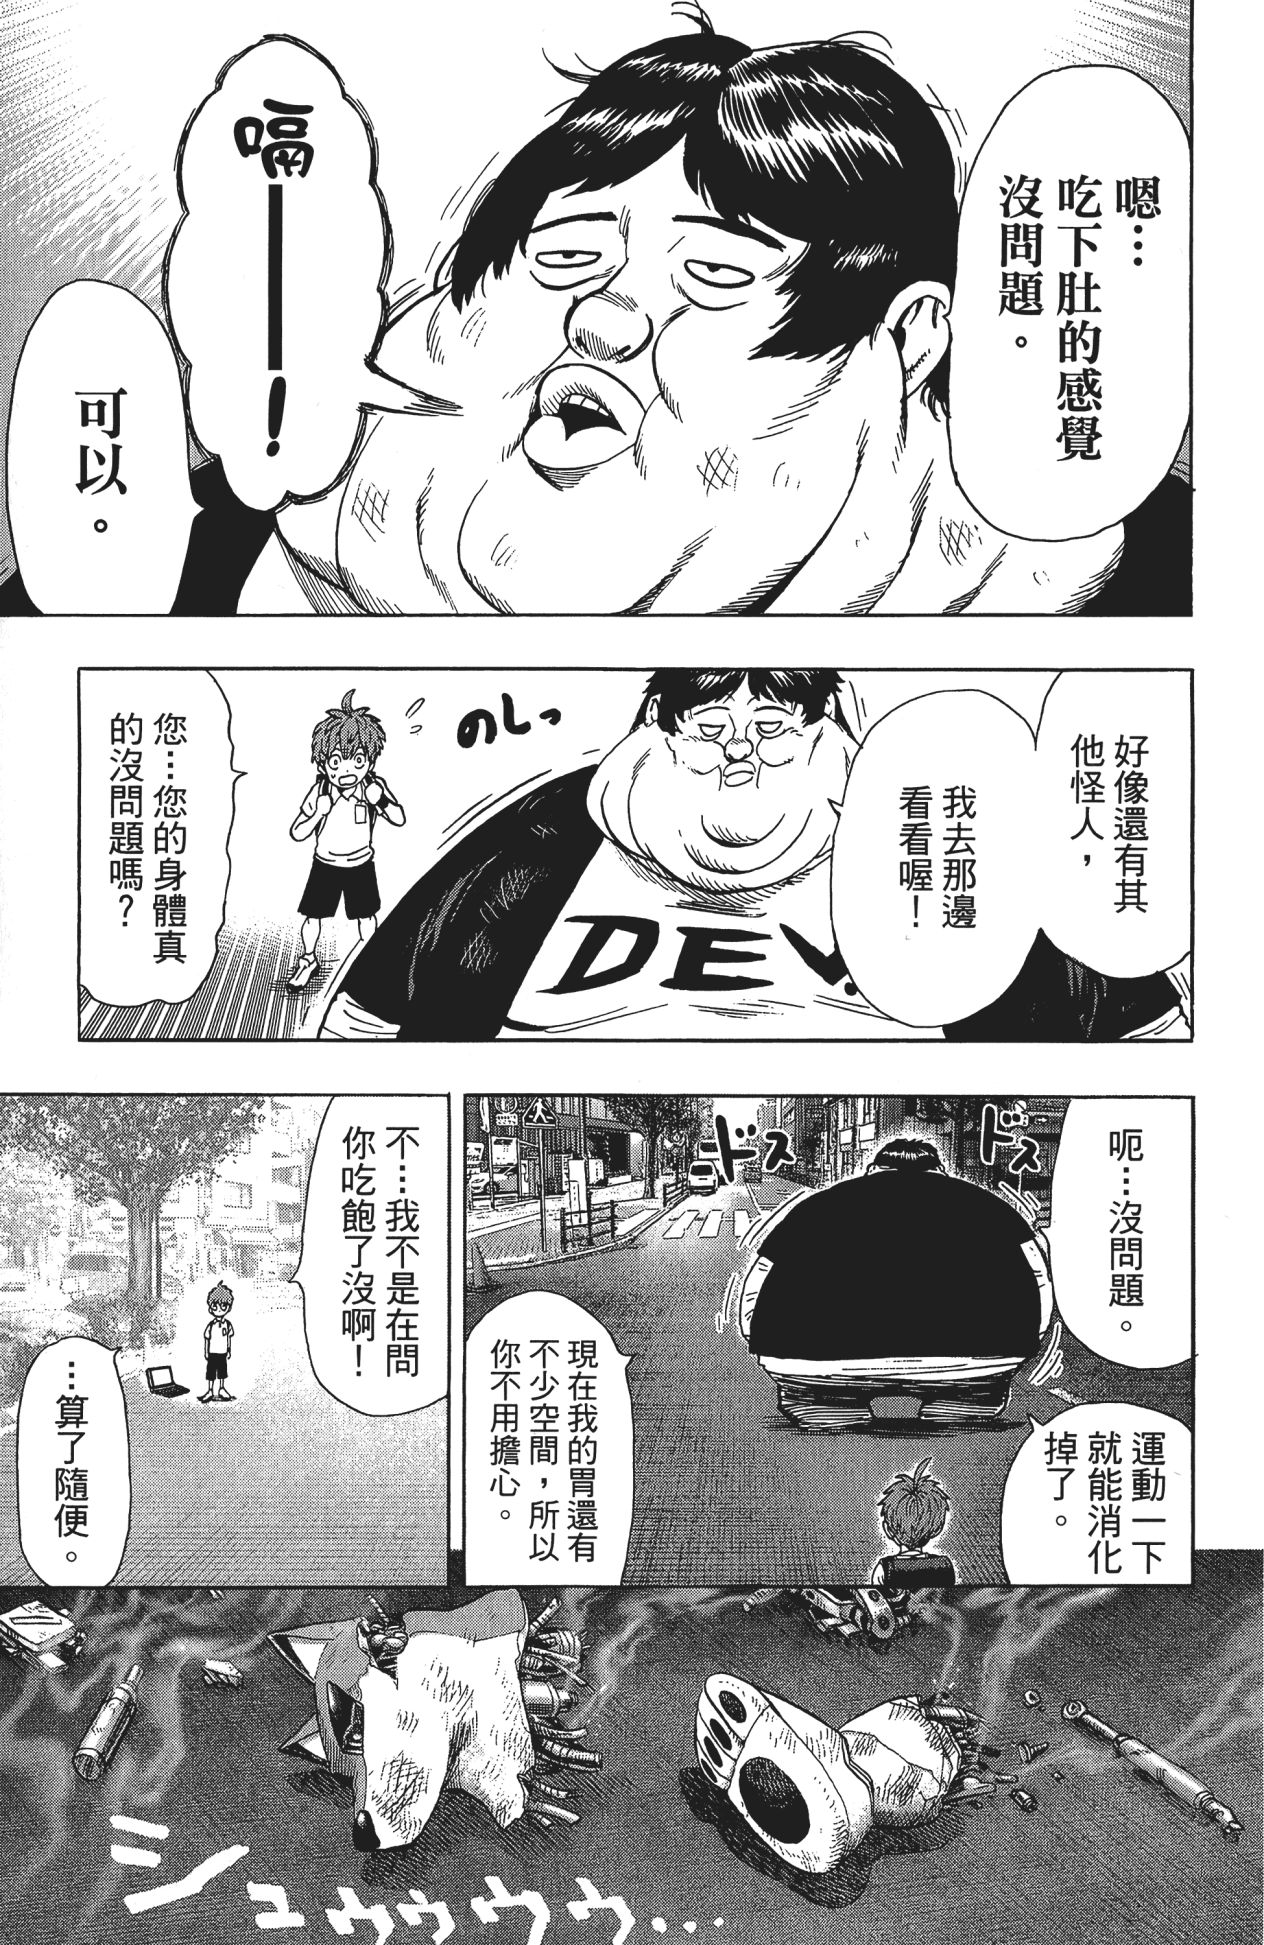 嗯…
吃下肚的感覺
沒問題。
嗝——！
可以。
好像還有其
他怪人，
我去那邊
看看喔！
DEV.
のしっ
您…您的身體真
的沒問題嗎？
呃…沒問題。
ドス
ドス
運動一下
就能消化
掉了。
現在我的胃還有
不少空間，所以
你不用擔心。
不…我不是在問
你吃飽了沒啊！
…算了隨便。
シュゥゥウゥ…